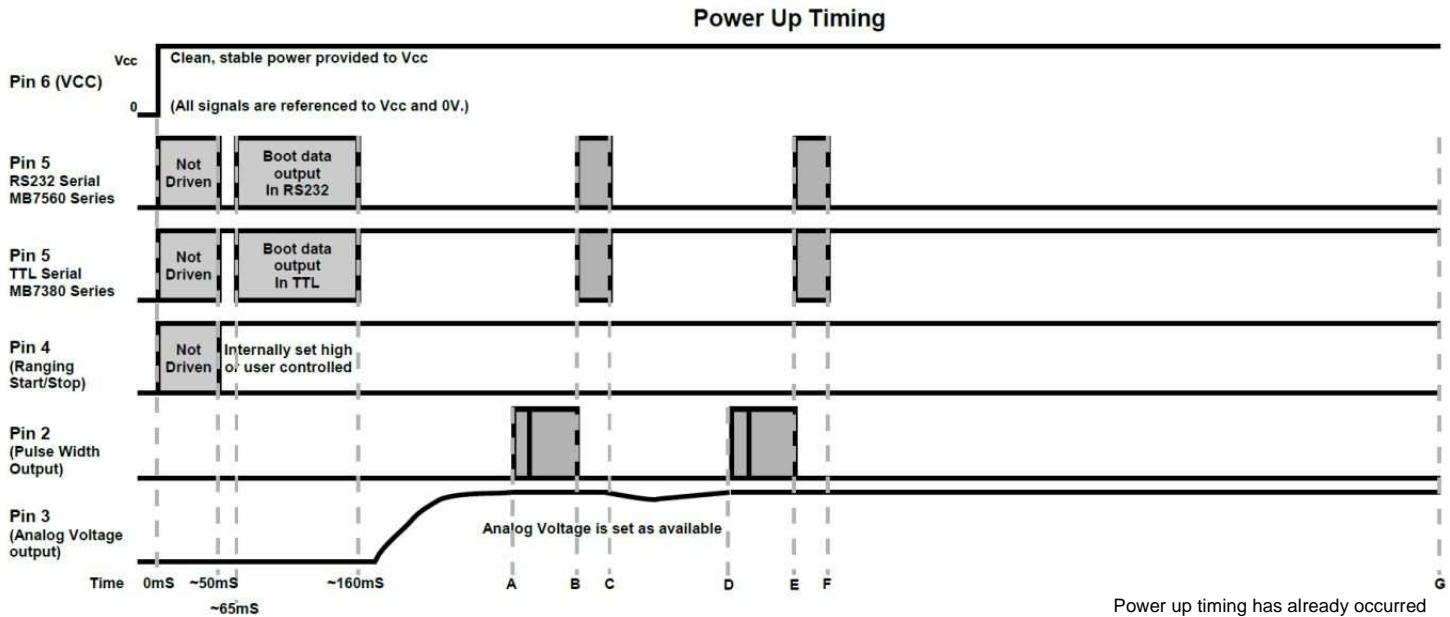 Power Up Timing
Vcc
Clean, stable power provided to Vcc
Pin 6 (VCC)
0
(All signals are referenced to Vcc and 0V.)
Pin 5
RS232 Serial
MB7560 Series
Not
Driven
Boot data
output
In RS232
Pin 5
TTL Serial
MB7380 Series
Not
Driven
Boot data
output
In TTL
Pin 4
(Ranging
Start/Stop)
Not
Driven
Internally set high
or user controlled
Pin 2
(Pulse Width
Output)
Pin 3
(Analog Voltage
output)
Analog Voltage is set as available
Time 0mS ~50mS ~160mS A B C D E F G
~65mS
Power up timing has already occurred